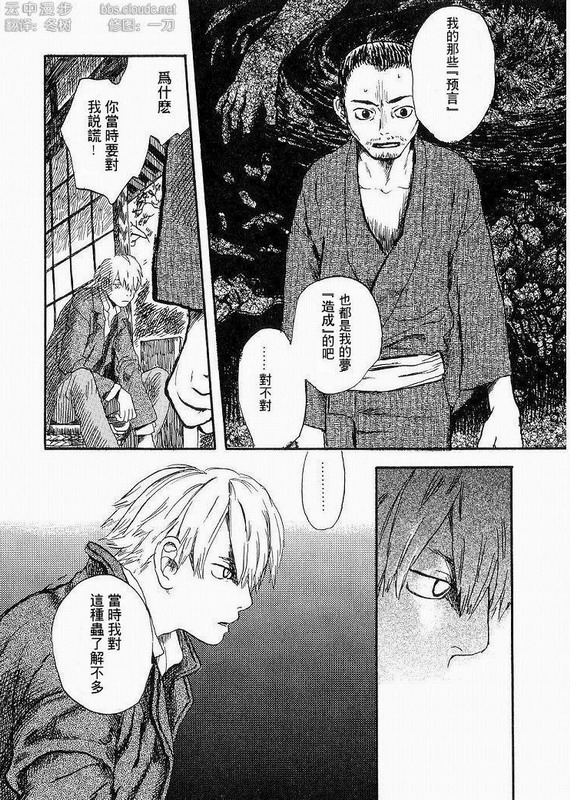 云中漫步 bbs.cloudc.net
翻译：冬树 修图：一刀
我的那些
『预言』
也都是我的夢
『造成』的吧
……對不對
爲什麽
你當時要對
我説謊！
……
當時我對
這種蟲了解不多